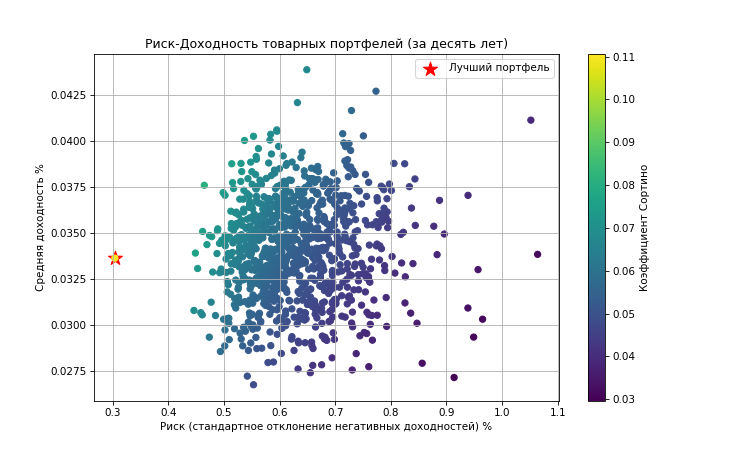 Риск-Доходность товарных портфелей (за десять лет)
Лучший портфель
0.0425
0.0400
0.0375
0.0350
0.0325
0.0300
0.0275
Средняя доходность %
0.3 0.4 0.5 0.6 0.7 0.8 0.9 1.0 1.1
Риск (стандартное отклонение негативных доходностей) %
0.11
0.10
0.09
0.08
0.07
0.06
0.05
0.04
0.03
Коэффициент Сортино